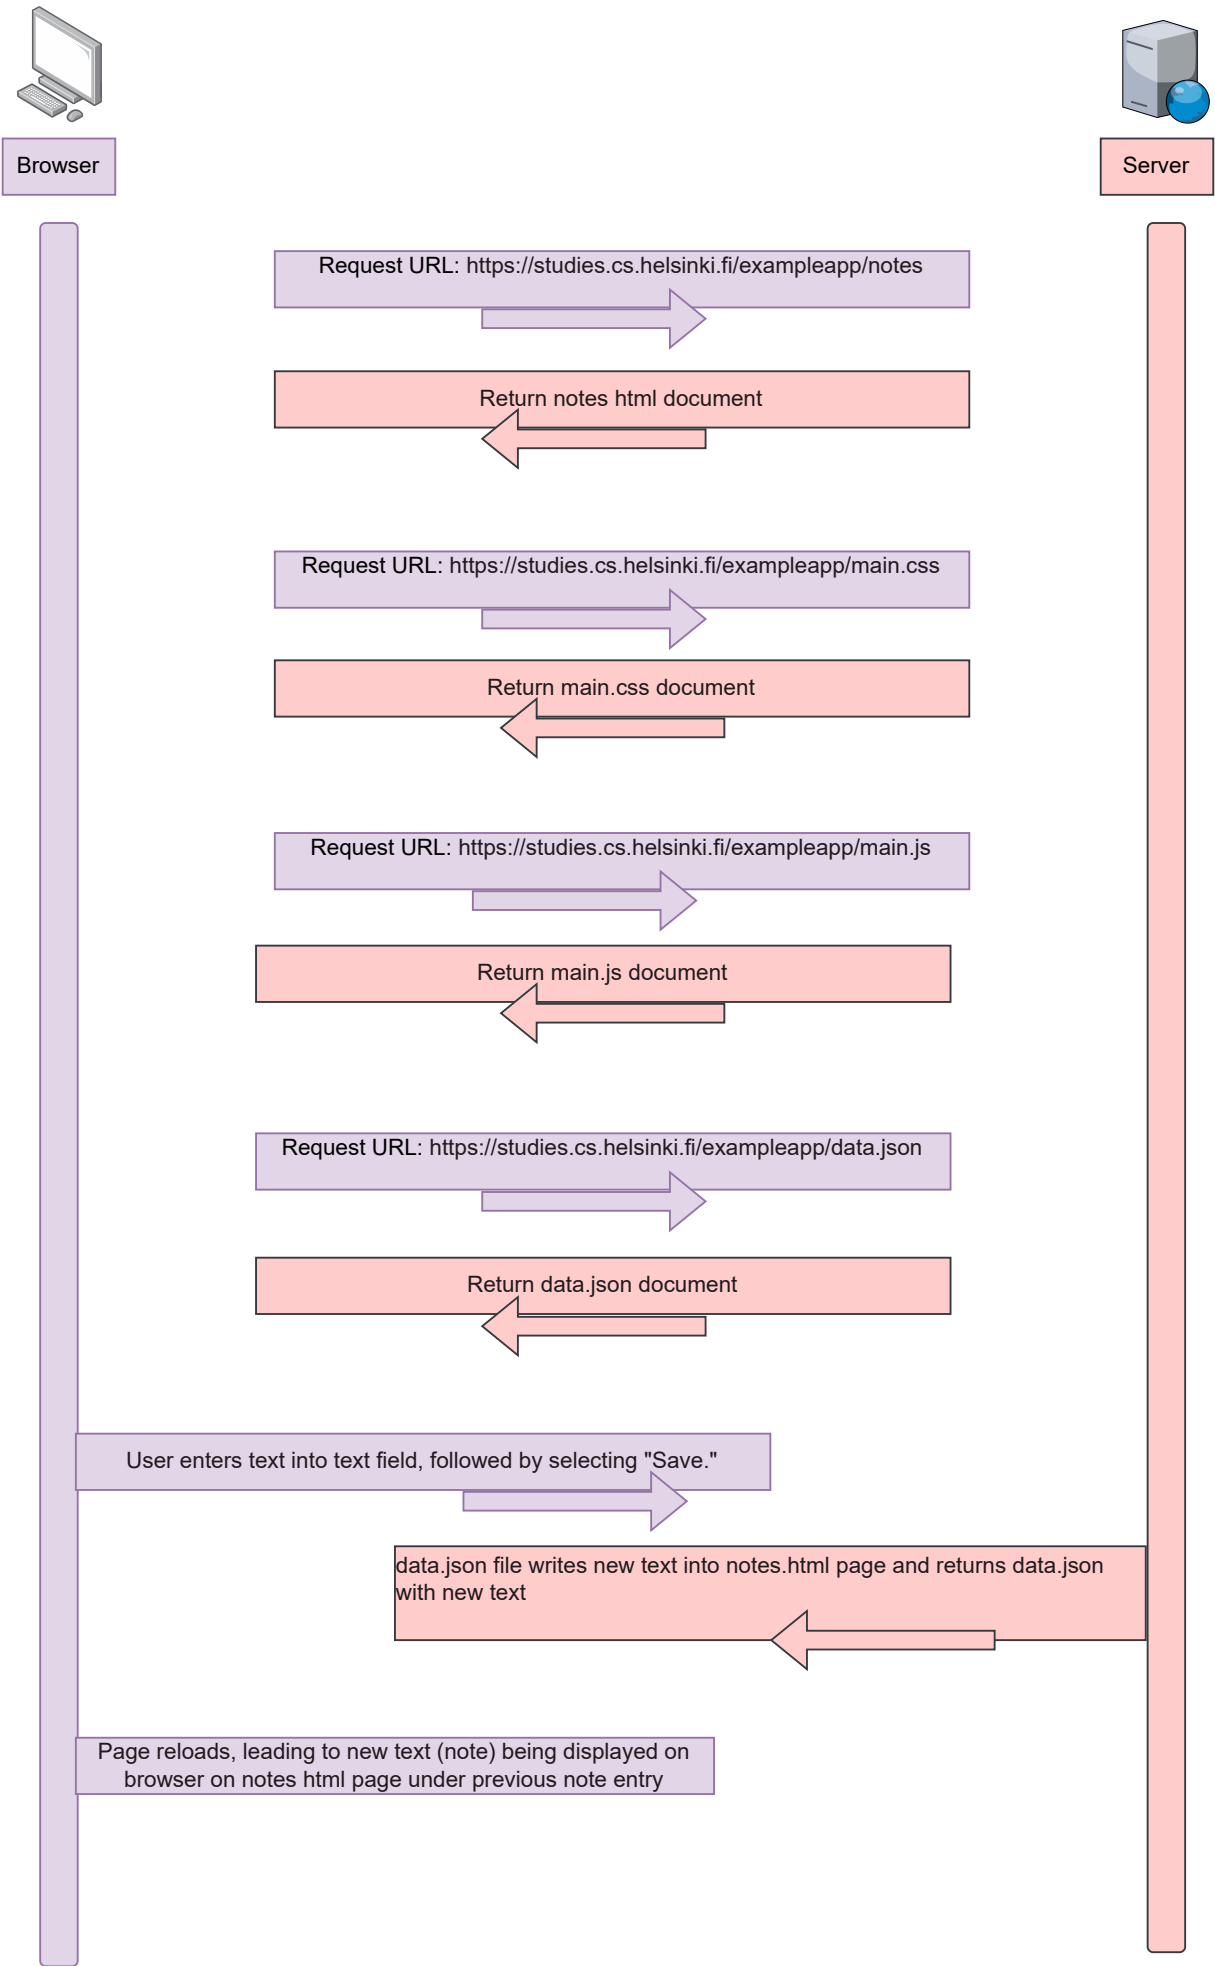 Browser
Server
Request URL: https://studies.cs.helsinki.fi/exampleapp/notes
Return notes html document
Request URL: https://studies.cs.helsinki.fi/exampleapp/main.css
Return main.css document
Request URL: https://studies.cs.helsinki.fi/exampleapp/main.js
Return main.js document
Request URL: https://studies.cs.helsinki.fi/exampleapp/data.json
Return data.json document
User enters text into text field, followed by selecting "Save."
data.json file writes new text into notes.html page and returns data.json
with new text
Page reloads, leading to new text (note) being displayed on
browser on notes html page under previous note entry